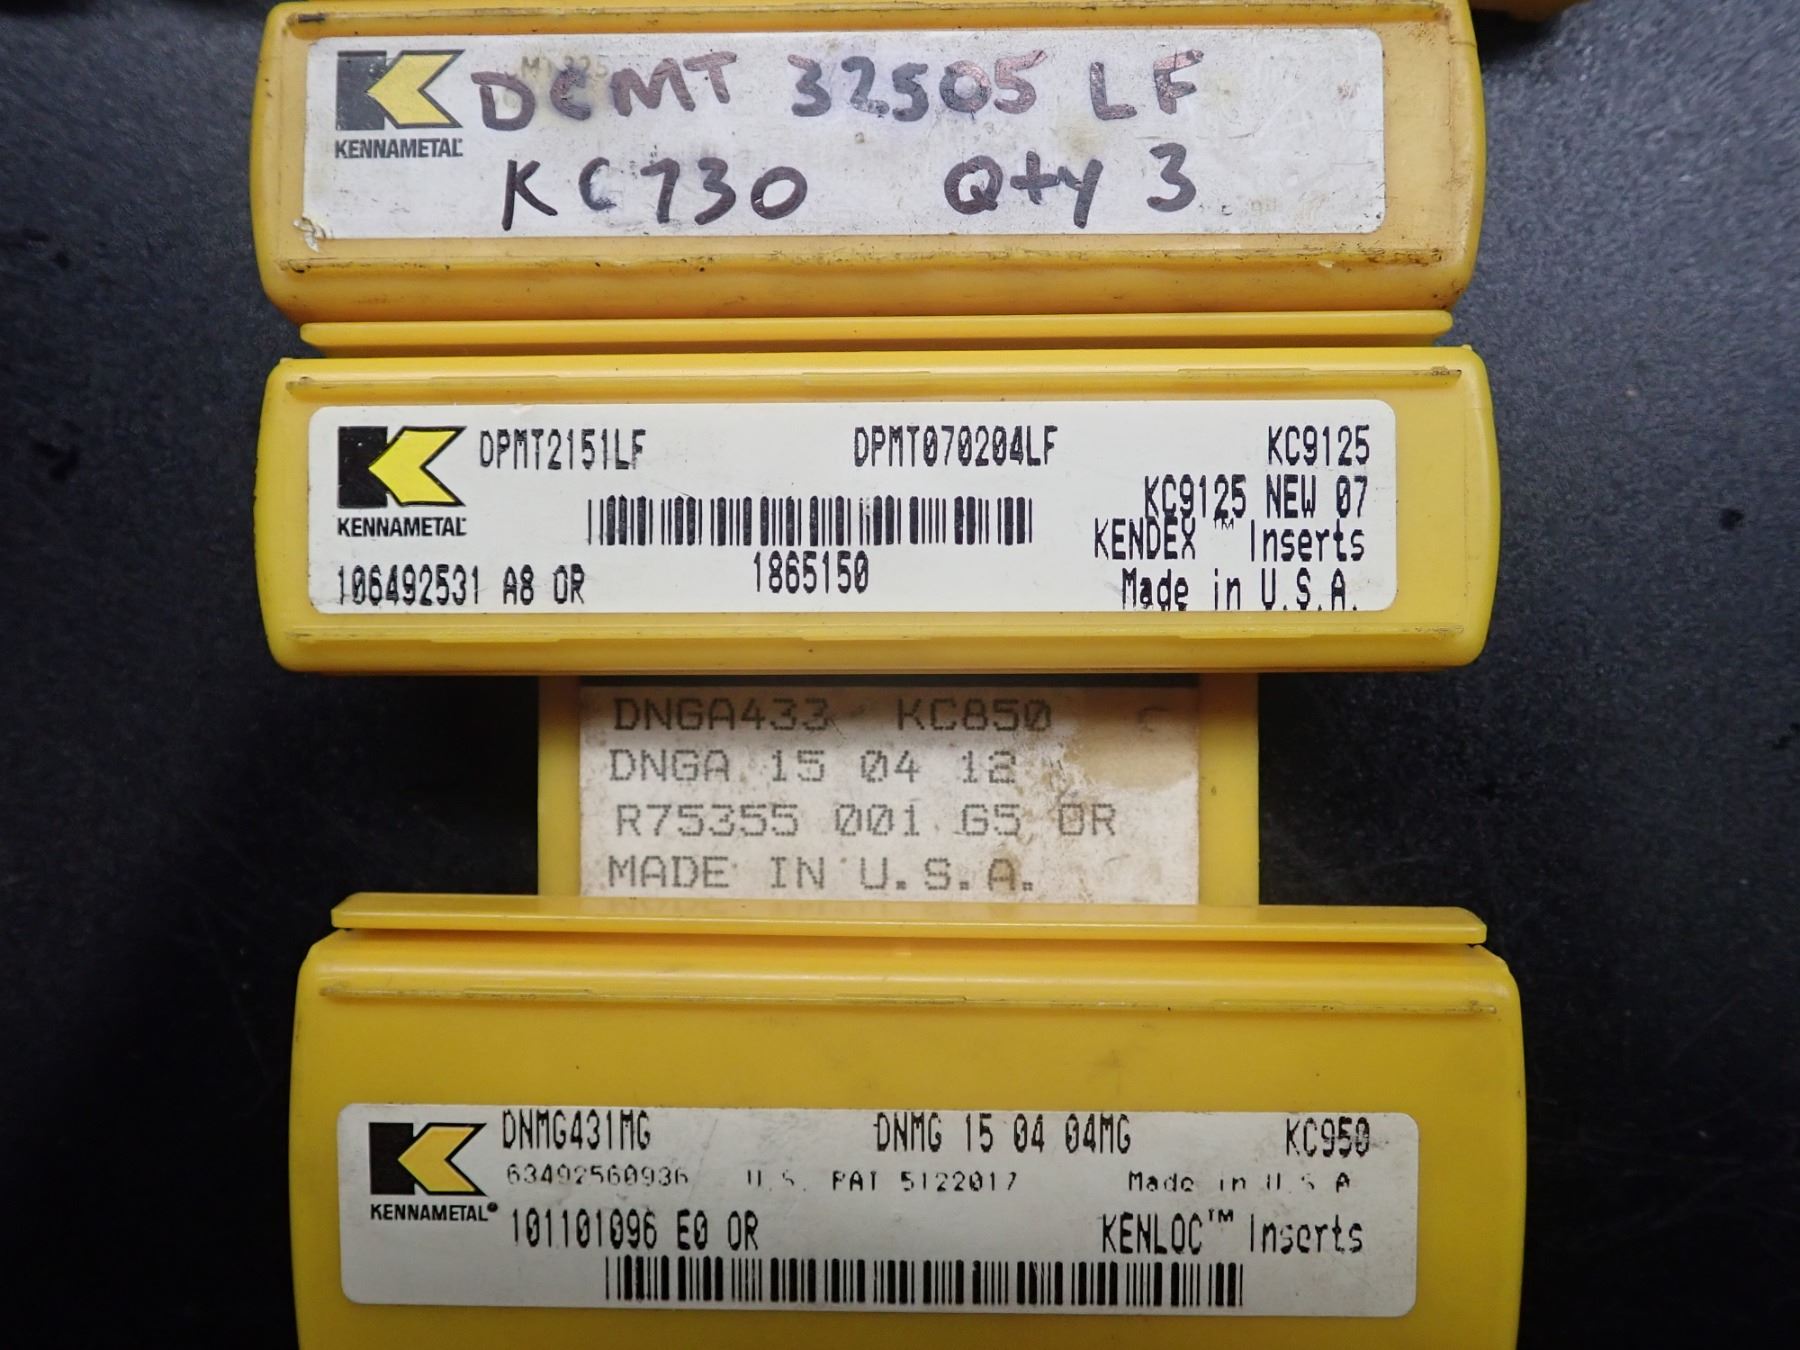 KENNAMETAL
DCMT 32505 LF
KC730 Qty 3
KENNAMETAL
DPMT2151LF DPMT070204LF KC9125
KC9125 NEW 07
KENDEX™ Inserts
106492531 A8 OR 1865150 Made in U.S.A.
DNGA433 KC850
DNGA 15 04 12
R75355 001 G5 OR
MADE IN U.S.A.
KENNAMETAL®
DNMG431MG DNMG 15 04 04MG KC950
63492560936 U.S. PAT 5122017 Made in U.S.A
101101096 E0 OR KENLOC™ Inserts